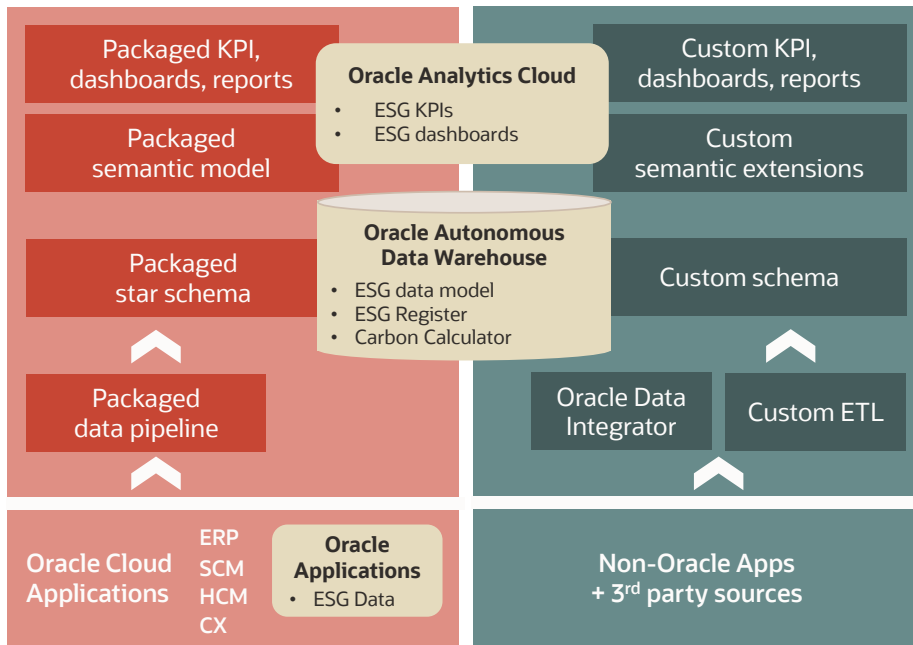 Packaged KPI,
dashboards, reports
Packaged
semantic model
Oracle Analytics Cloud
• ESG KPIs
• ESG dashboards
Custom KPI,
dashboards, reports
Custom
semantic extensions
Packaged
star schema
Oracle Autonomous
Data Warehouse
• ESG data model
• ESG Register
• Carbon Calculator
Custom schema
Packaged
data pipeline
Oracle Data
Integrator
Custom ETL
Oracle Cloud
Applications
ERP
SCM
HCM
CX
Oracle
Applications
• ESG Data
Non-Oracle Apps
+ 3rd party sources